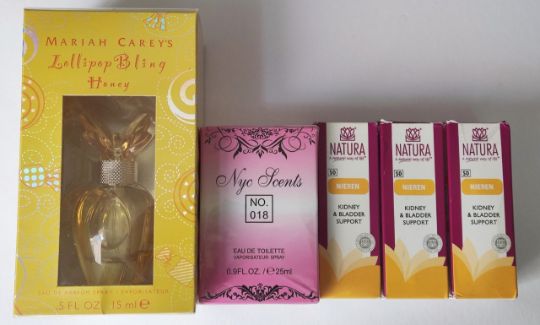 MARIAH CAREY'S
Lollipop Bling
Honey
EAU DE PARFUM SPRAY / VAPORISATEUR
.5 FL OZ / 15 ml e
Nyc Scents
NO.
018
EAU DE TOILETTE
VAPORISATEUR SPRAY
0.9FL OZ. / e 25ml
NATURA
a natural way of life
50
NIEREN
KIDNEY
& BLADDER
SUPPORT
NATURA
a natural way of life
50
NIEREN
KIDNEY
& BLADDER
SUPPORT
NATURA
a natural way of life
50
NIEREN
KIDNEY
& BLADDER
SUPPORT